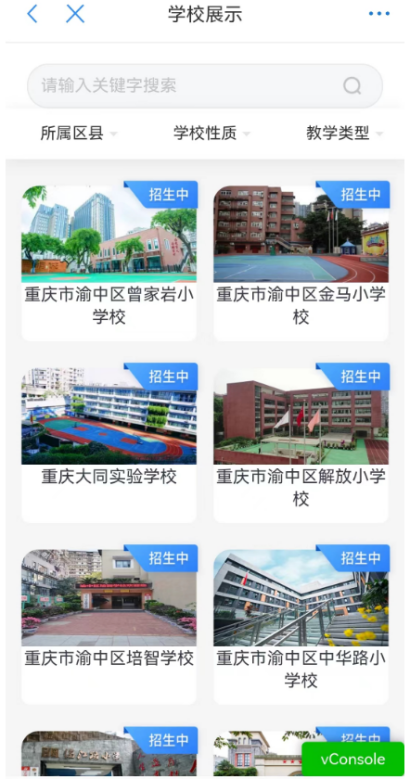 学校展示
请输入关键字搜索
所属区县 学校性质 教学类型
招生中
重庆市渝中区曾家岩小
学校
招生中
重庆市渝中区金马小学
校
招生中
重庆大同实验学校
招生中
重庆市渝中区解放小学
校
招生中
重庆市渝中区培智学校
招生中
重庆市渝中区中华路小
学校
招生中
招生中
vConsole